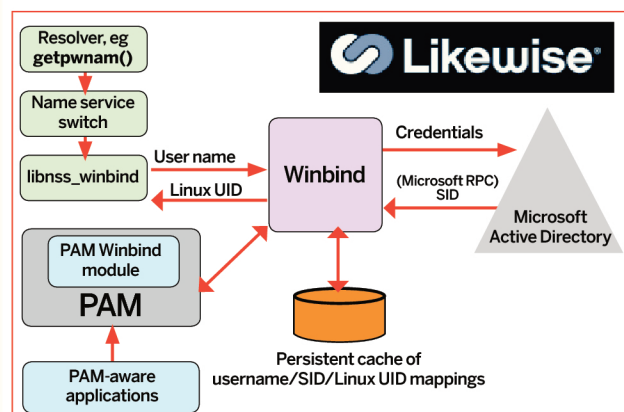 Resolver, eg
getpwnam()
Likewise®
Name service
switch
libnss_winbind
User name
Linux UID
Winbind
Credentials
(Microsoft RPC)
SID
Microsoft
Active Directory
PAM Winbind
module
PAM
PAM-aware
applications
Persistent cache of
username/SID/Linux UID mappings